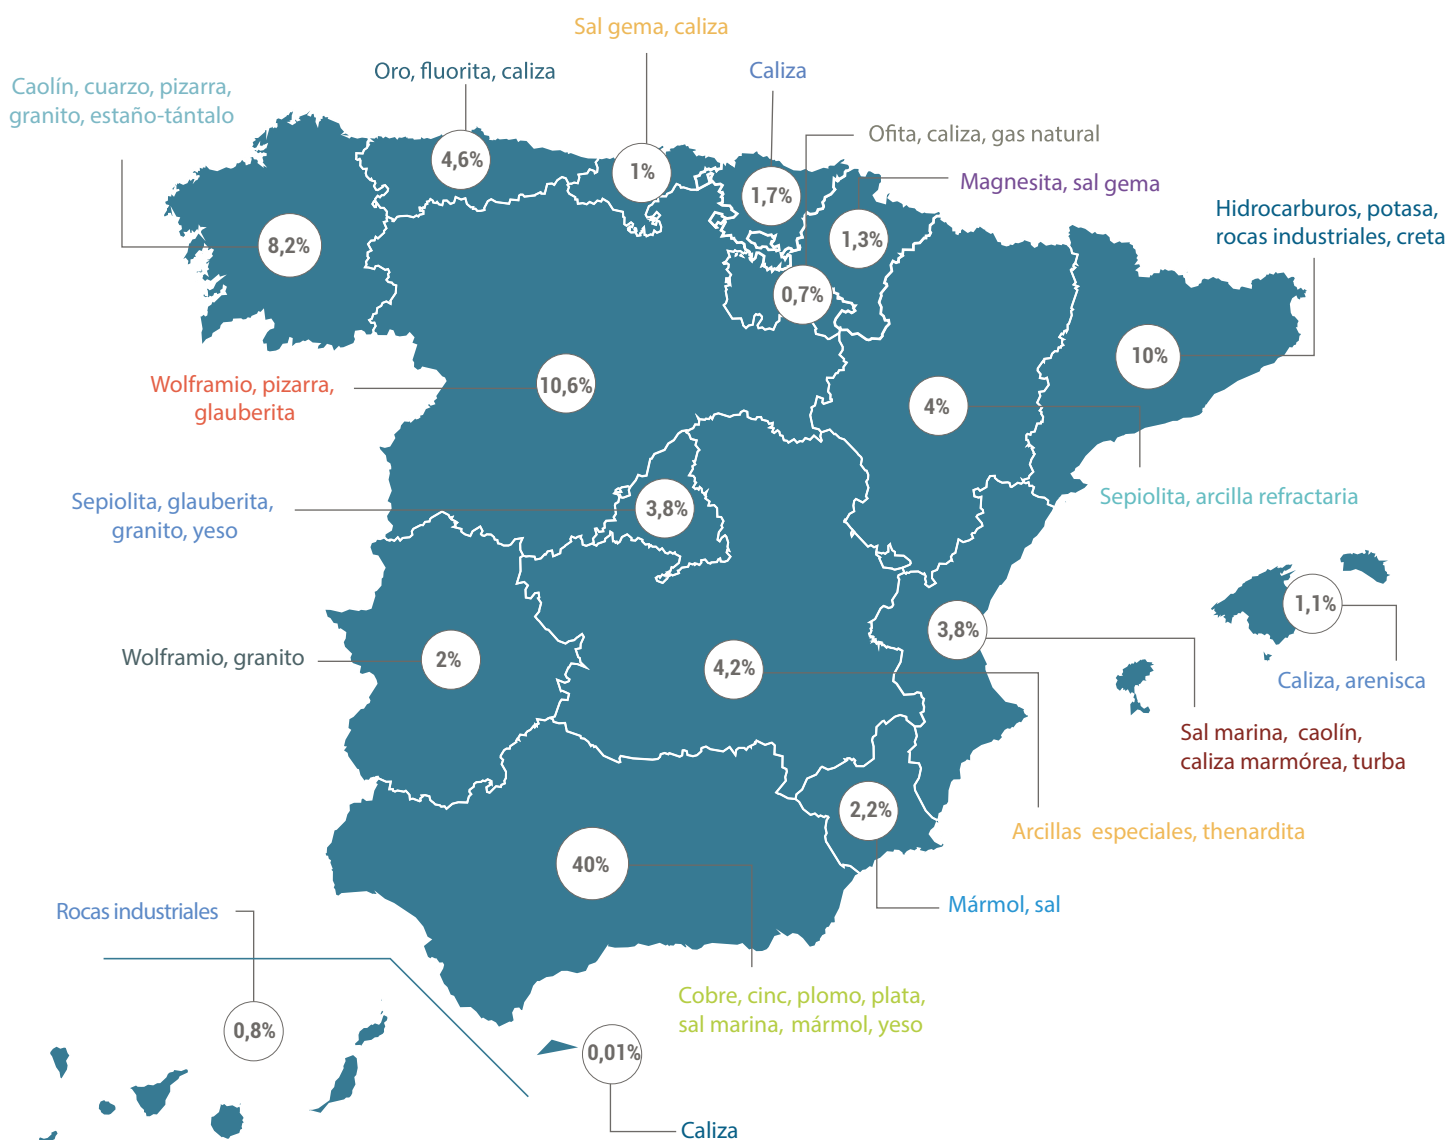 Sal gema, caliza
Oro, fluorita, caliza
Caliza
Caolín, cuarzo, pizarra,
granito, estaño-tántalo
Ofita, caliza, gas natural
4,6%
1%
Magnesita, sal gema
1,7%
Hidrocarburos, potasa,
rocas industriales, creta
8,2%
1,3%
0,7%
10%
Wolframio, pizarra,
glauberita
10,6%
4%
Sepiolita, arcilla refractaria
Sepiolita, glauberita,
granito, yeso
3,8%
1,1%
3,8%
Wolframio, granito
2%
4,2%
Caliza, arenisca
Sal marina, caolín,
caliza marmórea, turba
2,2%
Arcillas especiales, thenardita
40%
Mármol, sal
Rocas industriales
Cobre, cinc, plomo, plata,
sal marina, mármol, yeso
0,8%
0,01%
Caliza